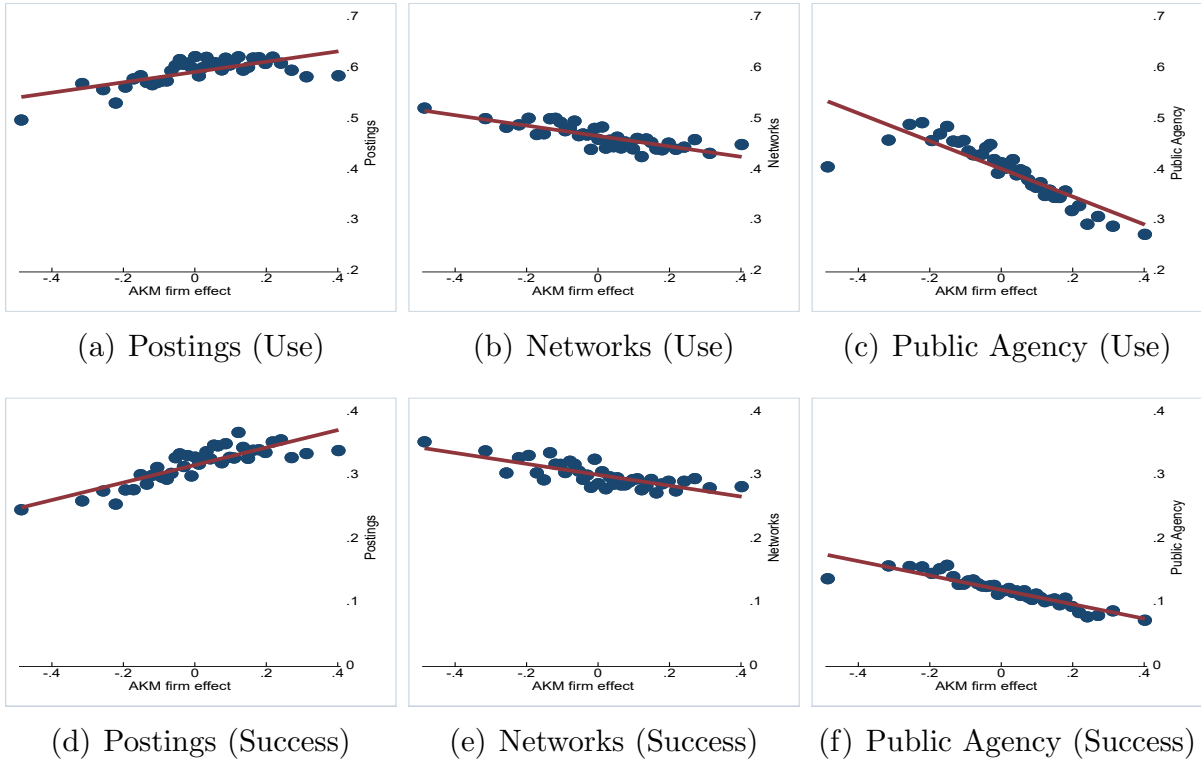 .7
.6
.5
.4
.3
.2
Postings
-.4 -.2 0 .2 .4
AKM firm effect
(a) Postings (Use)
.7
.6
.5
.4
.3
.2
Networks
-.4 -.2 0 .2 .4
AKM firm effect
(b) Networks (Use)
.7
.6
.5
.4
.3
.2
Public Agency
-.4 -.2 0 .2 .4
AKM firm effect
(c) Public Agency (Use)
.4
.3
.2
.1
0
Postings
-.4 -.2 0 .2 .4
AKM firm effect
(d) Postings (Success)
.4
.3
.2
.1
0
Networks
-.4 -.2 0 .2 .4
AKM firm effect
(e) Networks (Success)
.4
.3
.2
.1
0
Public Agency
-.4 -.2 0 .2 .4
AKM firm effect
(f) Public Agency (Success)